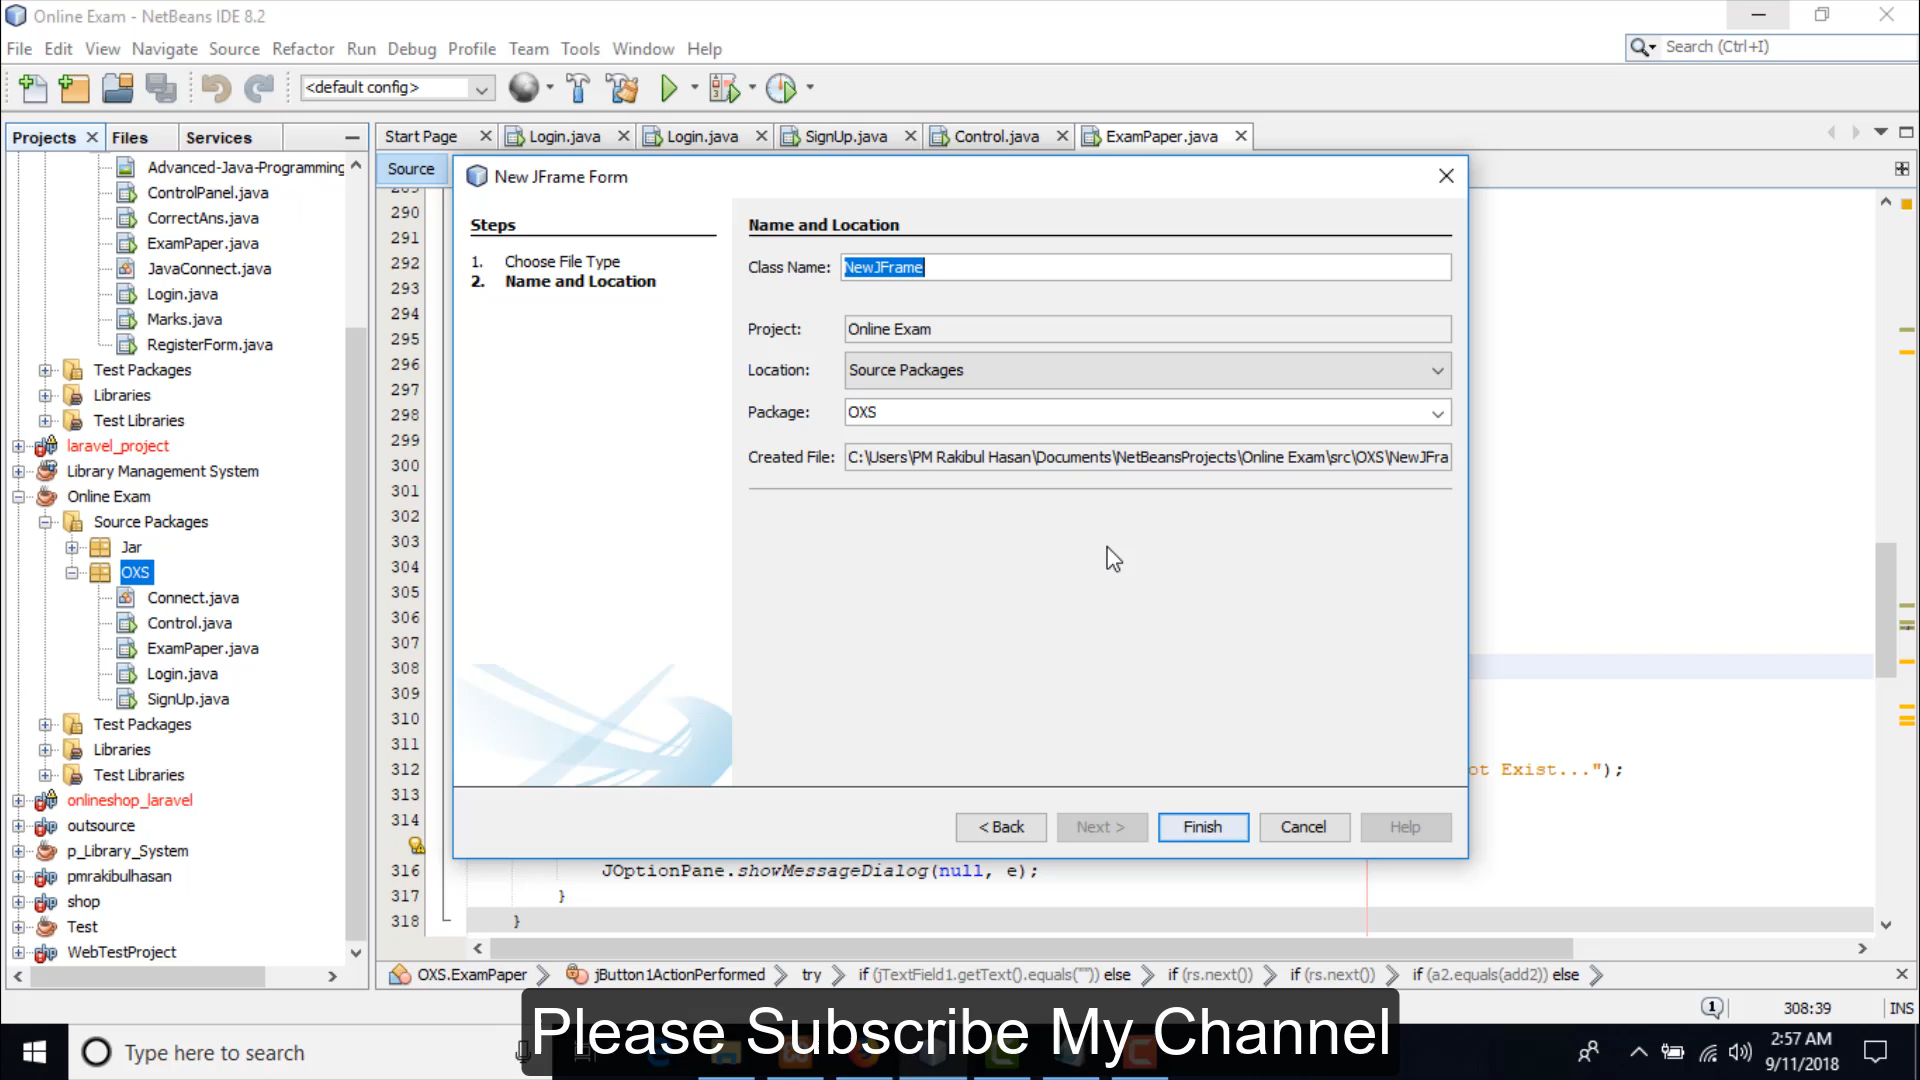 Online Exam - NetBeans IDE 8.2
File Edit View Navigate Source Refactor Run Debug Profile Team Tools Window Help
Search (Ctrl+I)
<default config>
Projects Files Services
Start Page Login.java Login.java SignUp.java Control.java ExamPaper.java
Source
Advanced-Java-Programming
ControlPanel.java
CorrectAns.java
ExamPaper.java
JavaConnect.java
Login.java
Marks.java
RegisterForm.java
Test Packages
Libraries
Test Libraries
laravel_project
Library Management System
Online Exam
Source Packages
Jar
OXS
Connect.java
Control.java
ExamPaper.java
Login.java
SignUp.java
Test Packages
Libraries
Test Libraries
onlineshop_laravel
outsource
p_Library_System
pmrakibulhasan
shop
Test
WebTestProject
290
291
292
293
294
295
296
297
298
299
300
301
302
303
304
305
306
307
308
309
310
311
312
313
314
316
317
318
New JFrame Form
Steps
1. Choose File Type
2. Name and Location
Name and Location
Class Name: NewJFrame
Project: Online Exam
Location: Source Packages
Package: OXS
Created File: C:\Users\PM Rakibul Hasan\Documents\NetBeansProjects\Online Exam\src\OXS\NewJFra
< Back Next > Finish Cancel Help
ot Exist...");
JOptionPane.showMessageDialog(null, e);
}
}
OXS.ExamPaper jButton1ActionPerformed try if (jTextField1.getText().equals("")) else if (rs.next()) if (rs.next()) if (a2.equals(add2)) else
1 308:39 INS
Please Subscribe My Channel
Type here to search
2:57 AM
9/11/2018